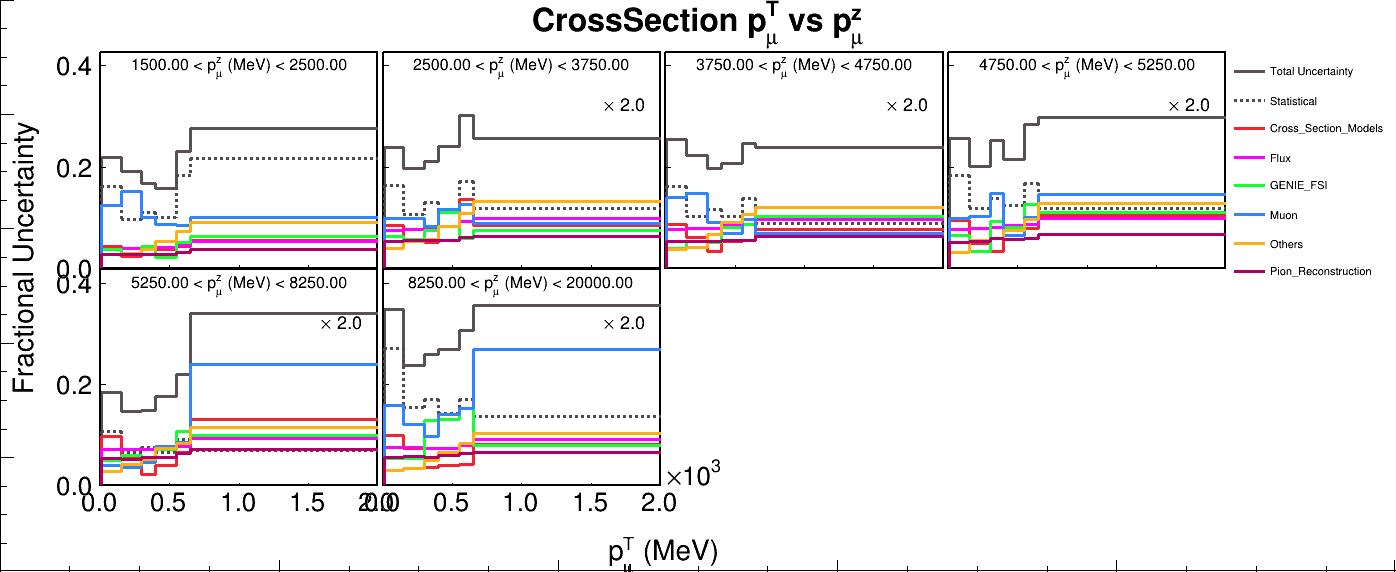 CrossSection p_μ^T vs p_μ^z
0.4
1500.00 < p_μ^z (MeV) < 2500.00
2500.00 < p_μ^z (MeV) < 3750.00
3750.00 < p_μ^z (MeV) < 4750.00
4750.00 < p_μ^z (MeV) < 5250.00
× 2.0
× 2.0
× 2.0
Total Uncertainty
Statistical
Cross_Section_Models
Flux
GENIE_FSI
Muon
Others
Pion_Reconstruction
Fractional Uncertainty
0.2
0.0
0.4
5250.00 < p_μ^z (MeV) < 8250.00
8250.00 < p_μ^z (MeV) < 20000.00
× 2.0
× 2.0
0.2
0.0
0.0 0.5 1.0 1.5 2.0
0.0 0.5 1.0 1.5 2.0
×10³
p_μ^T (MeV)